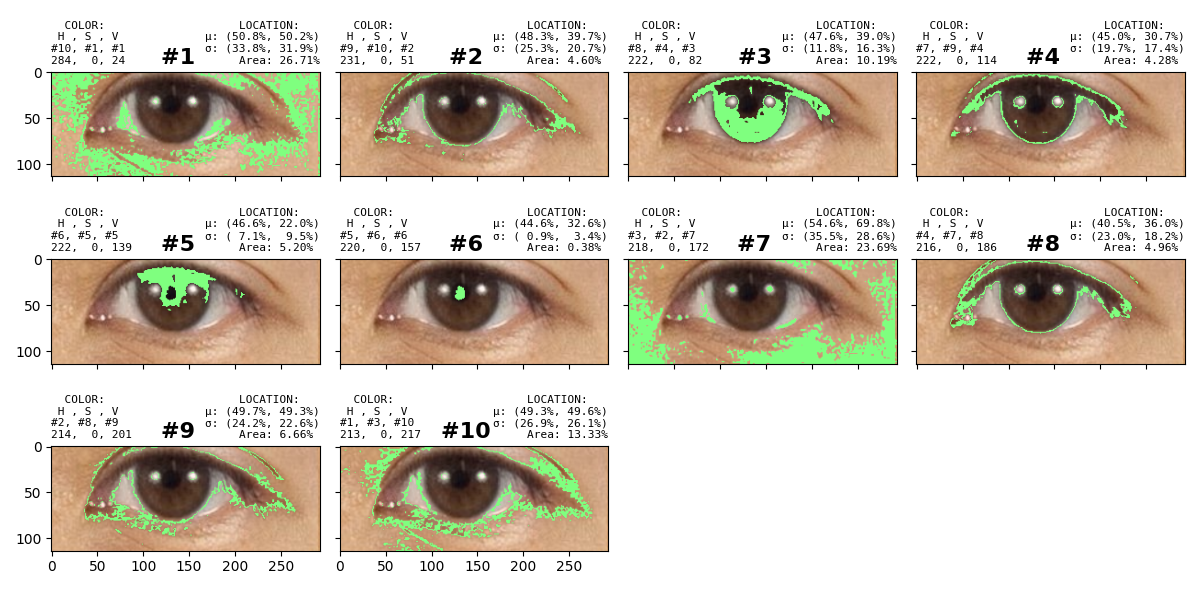 COLOR: LOCATION:
H , S , V μ: (50.8%, 50.2%)
#10, #1, #1 σ: (33.8%, 31.9%)
284, 0, 24 #1 Area: 26.71%
COLOR: LOCATION:
H , S , V μ: (48.3%, 39.7%)
#9, #10, #2 σ: (25.3%, 20.7%)
231, 0, 51 #2 Area: 4.60%
COLOR: LOCATION:
H , S , V μ: (47.6%, 39.0%)
#8, #4, #3 σ: (11.8%, 16.3%)
222, 0, 82 #3 Area: 10.19%
COLOR: LOCATION:
H , S , V μ: (45.0%, 30.7%)
#7, #9, #4 σ: (19.7%, 17.4%)
222, 0, 114 #4 Area: 4.28%
0
50
100
COLOR: LOCATION:
H , S , V μ: (46.6%, 22.0%)
#6, #5, #5 σ: ( 7.1%, 9.5%)
222, 0, 139 #5 Area: 5.20%
COLOR: LOCATION:
H , S , V μ: (44.6%, 32.6%)
#5, #6, #6 σ: ( 0.9%, 3.4%)
220, 0, 157 #6 Area: 0.38%
COLOR: LOCATION:
H , S , V μ: (54.6%, 69.8%)
#3, #2, #7 σ: (35.5%, 28.6%)
218, 0, 172 #7 Area: 23.69%
COLOR: LOCATION:
H , S , V μ: (40.5%, 36.0%)
#4, #7, #8 σ: (23.0%, 18.2%)
216, 0, 186 #8 Area: 4.96%
0
50
100
COLOR: LOCATION:
H , S , V μ: (49.7%, 49.3%)
#2, #8, #9 σ: (24.2%, 22.6%)
214, 0, 201 #9 Area: 6.66%
COLOR: LOCATION:
H , S , V μ: (49.3%, 49.6%)
#1, #3, #10 σ: (26.9%, 26.1%)
213, 0, 217 #10 Area: 13.33%
0
50
100
0 50 100 150 200 250
0 50 100 150 200 250